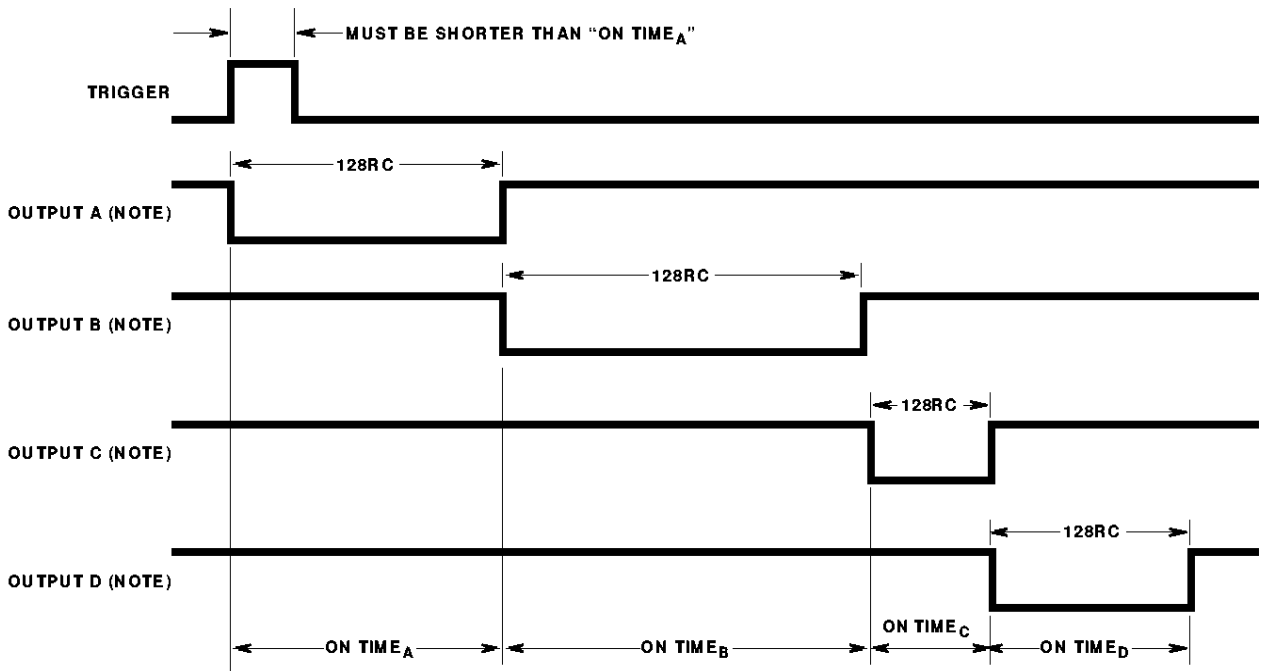 MUST BE SHORTER THAN “ON TIMEA”
TRIGGER
128RC
OUTPUT A (NOTE)
128RC
OUTPUT B (NOTE)
128RC
OUTPUT C (NOTE)
128RC
OUTPUT D (NOTE)
ON TIMEA
ON TIMEB
ON TIMEC
ON TIMED